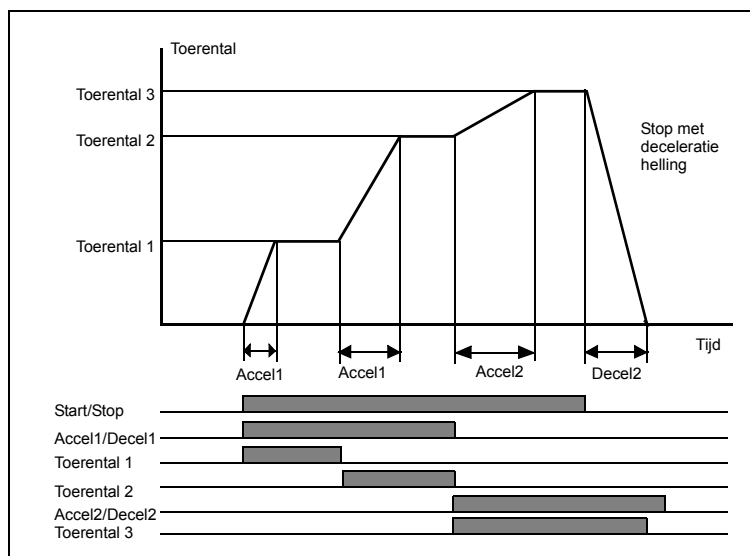 Toerental
Toerental 3
Toerental 2
Stop met
deceleratie
helling
Toerental 1
Tijd
Accel1
Accel1
Accel2
Decel2
Start/Stop
Accel1/Decel1
Toerental 1
Toerental 2
Accel2/Decel2
Toerental 3